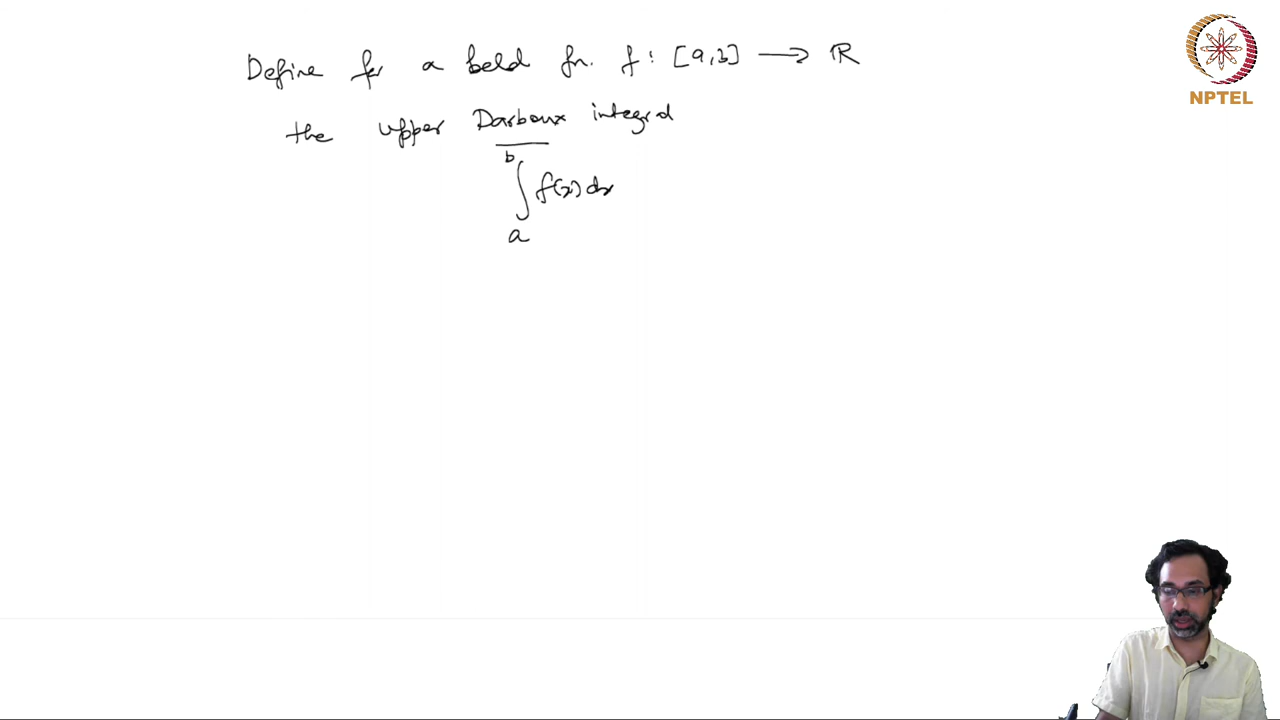 Define for a bdd fn. f: [a,b] ⟶ ℝ
the upper Darboux integral
b
∫ f(x) dx
a
NPTEL